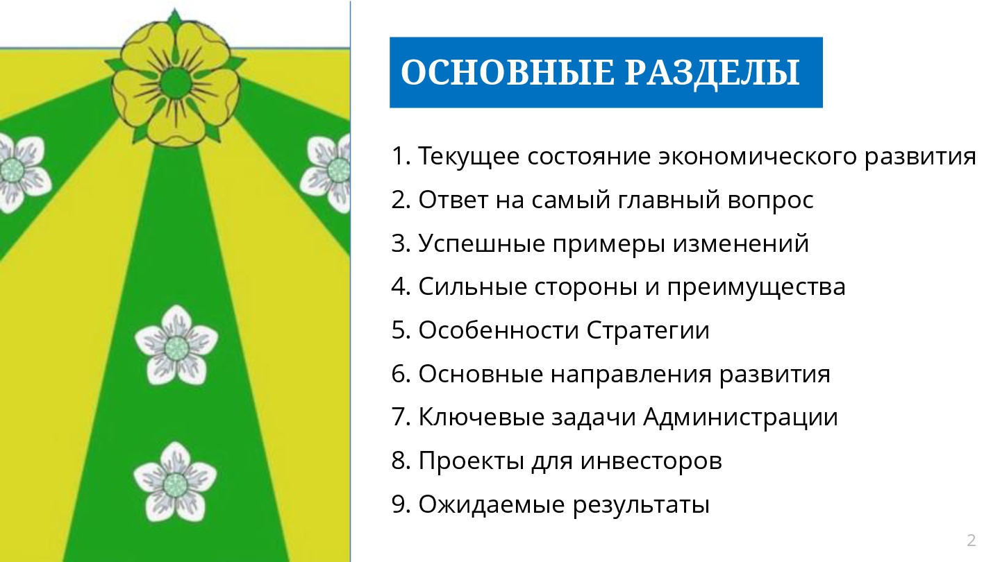 ОСНОВНЫЕ РАЗДЕЛЫ
1. Текущее состояние экономического развития
2. Ответ на самый главный вопрос
3. Успешные примеры изменений
4. Сильные стороны и преимущества
5. Особенности Стратегии
6. Основные направления развития
7. Ключевые задачи Администрации
8. Проекты для инвесторов
9. Ожидаемые результаты
2